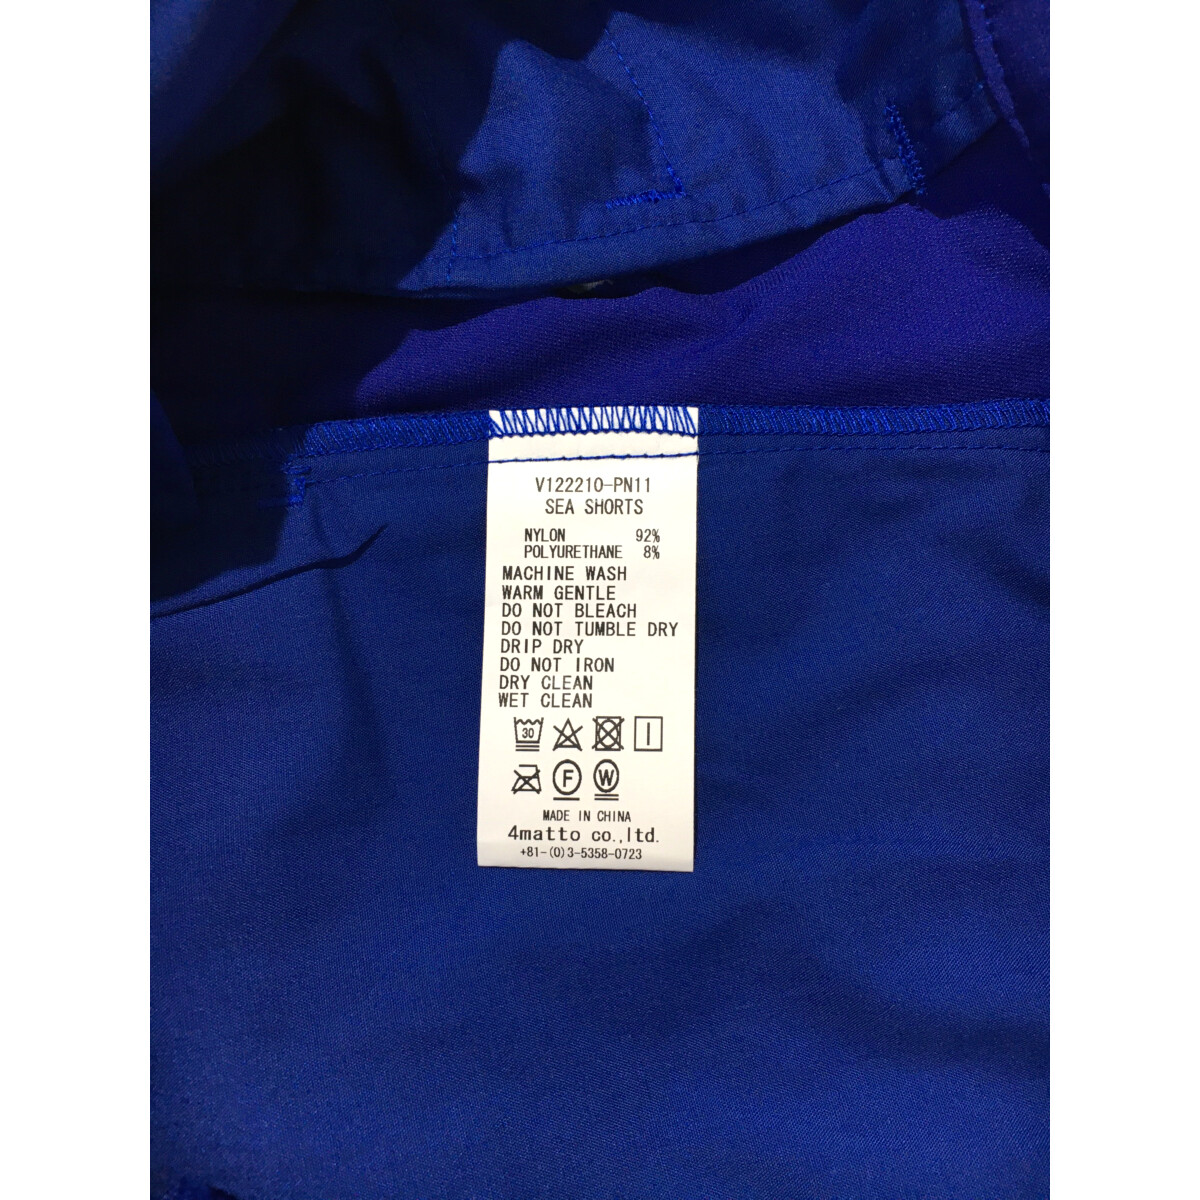 V122210-PN11
SEA SHORTS
NYLON 92%
POLYURETHANE 8%
MACHINE WASH
WARM GENTLE
DO NOT BLEACH
DO NOT TUMBLE DRY
DRIP DRY
DO NOT IRON
DRY CLEAN
WET CLEAN
30
F W
MADE IN CHINA
4matto co.,ltd.
+81-(0)3-5358-0723